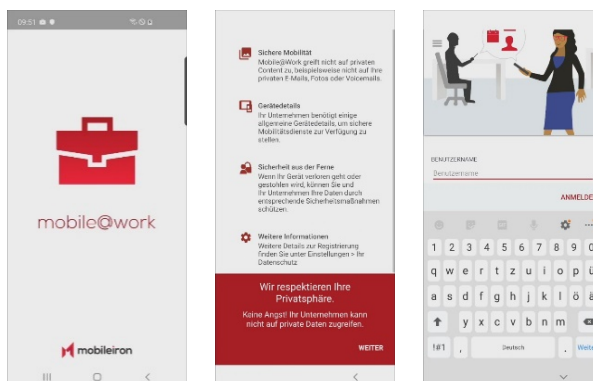 09:51
mobile@work
mobileiron
Sichere Mobilität
Mobile@Work greift nicht auf privaten
Content zu, beispielsweise nicht auf Ihre
privaten E-Mails, Fotos oder Voicemails.
Gerätedetails
Ihr Unternehmen benötigt einige
allgemeine Gerätedetails, um sichere
Mobilitätsdienste zur Verfügung zu
stellen.
Sicherheit aus der Ferne
Wenn Ihr Gerät verloren geht oder
gestohlen wird, können Sie und
Ihr Unternehmen Ihre Daten durch
entsprechende Sicherheitsmaßnahmen
schützen.
Weitere Informationen
Weitere Details zur Registrierung
finden Sie unter Einstellungen > Ihr
Datenschutz
Wir respektieren Ihre
Privatsphäre.
Keine Angst! Ihr Unternehmen kann
nicht auf private Daten zugreifen.
WEITER
BENUTZERNAME
Benutzername
ANMELDE
1 2 3 4 5 6 7 8 9 0
q w e r t z u i o p ü
a s d f g h j k l ö ä
y x c v b n m
!#1 , Deutsch . Weite